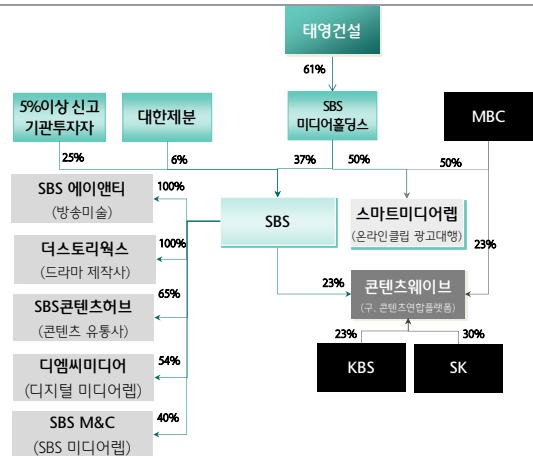 태영건설
61%
5%이상 신고
기관투자자
대한제분
SBS
미디어홀딩스
MBC
25%
6%
37%
50%
50%
SBS 에이앤티
(방송미술)
100%
SBS
스마트미디어렙
(온라인클립 광고대행)
더스토리웍스
(드라마 제작사)
100%
23%
SBS콘텐츠허브
(콘텐츠 유통사)
65%
23%
콘텐츠웨이브
(구. 콘텐츠연합플랫폼)
디엠씨미디어
(디지털 미디어렙)
54%
23%
30%
KBS
SK
SBS M&C
(SBS 미디어렙)
40%